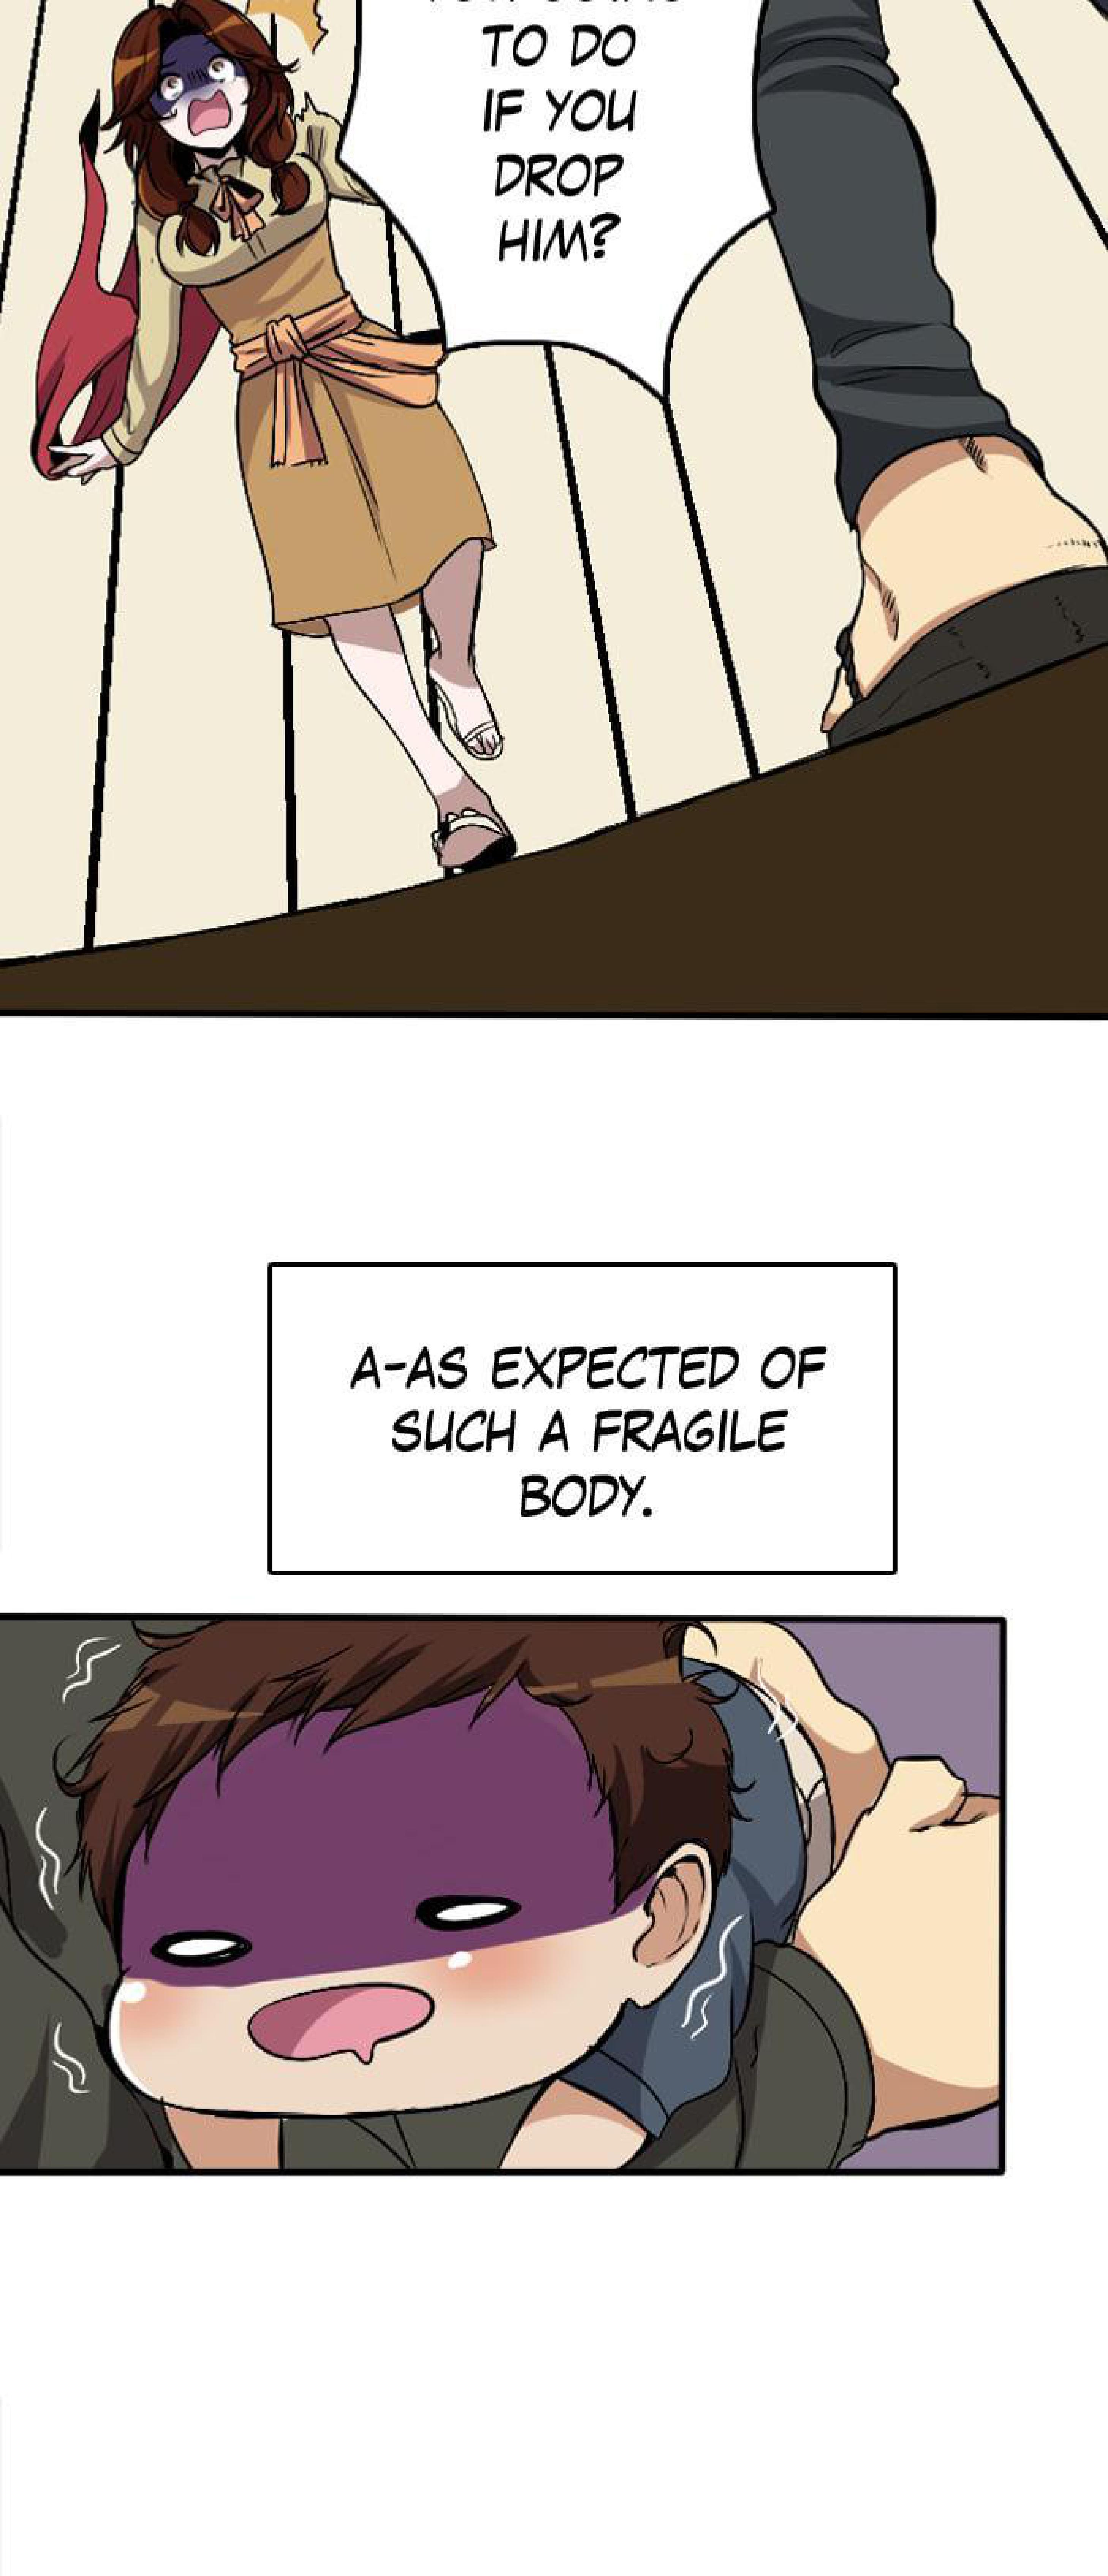 TO DO
IF YOU
DROP
HIM?
A-AS EXPECTED OF
SUCH A FRAGILE
BODY.